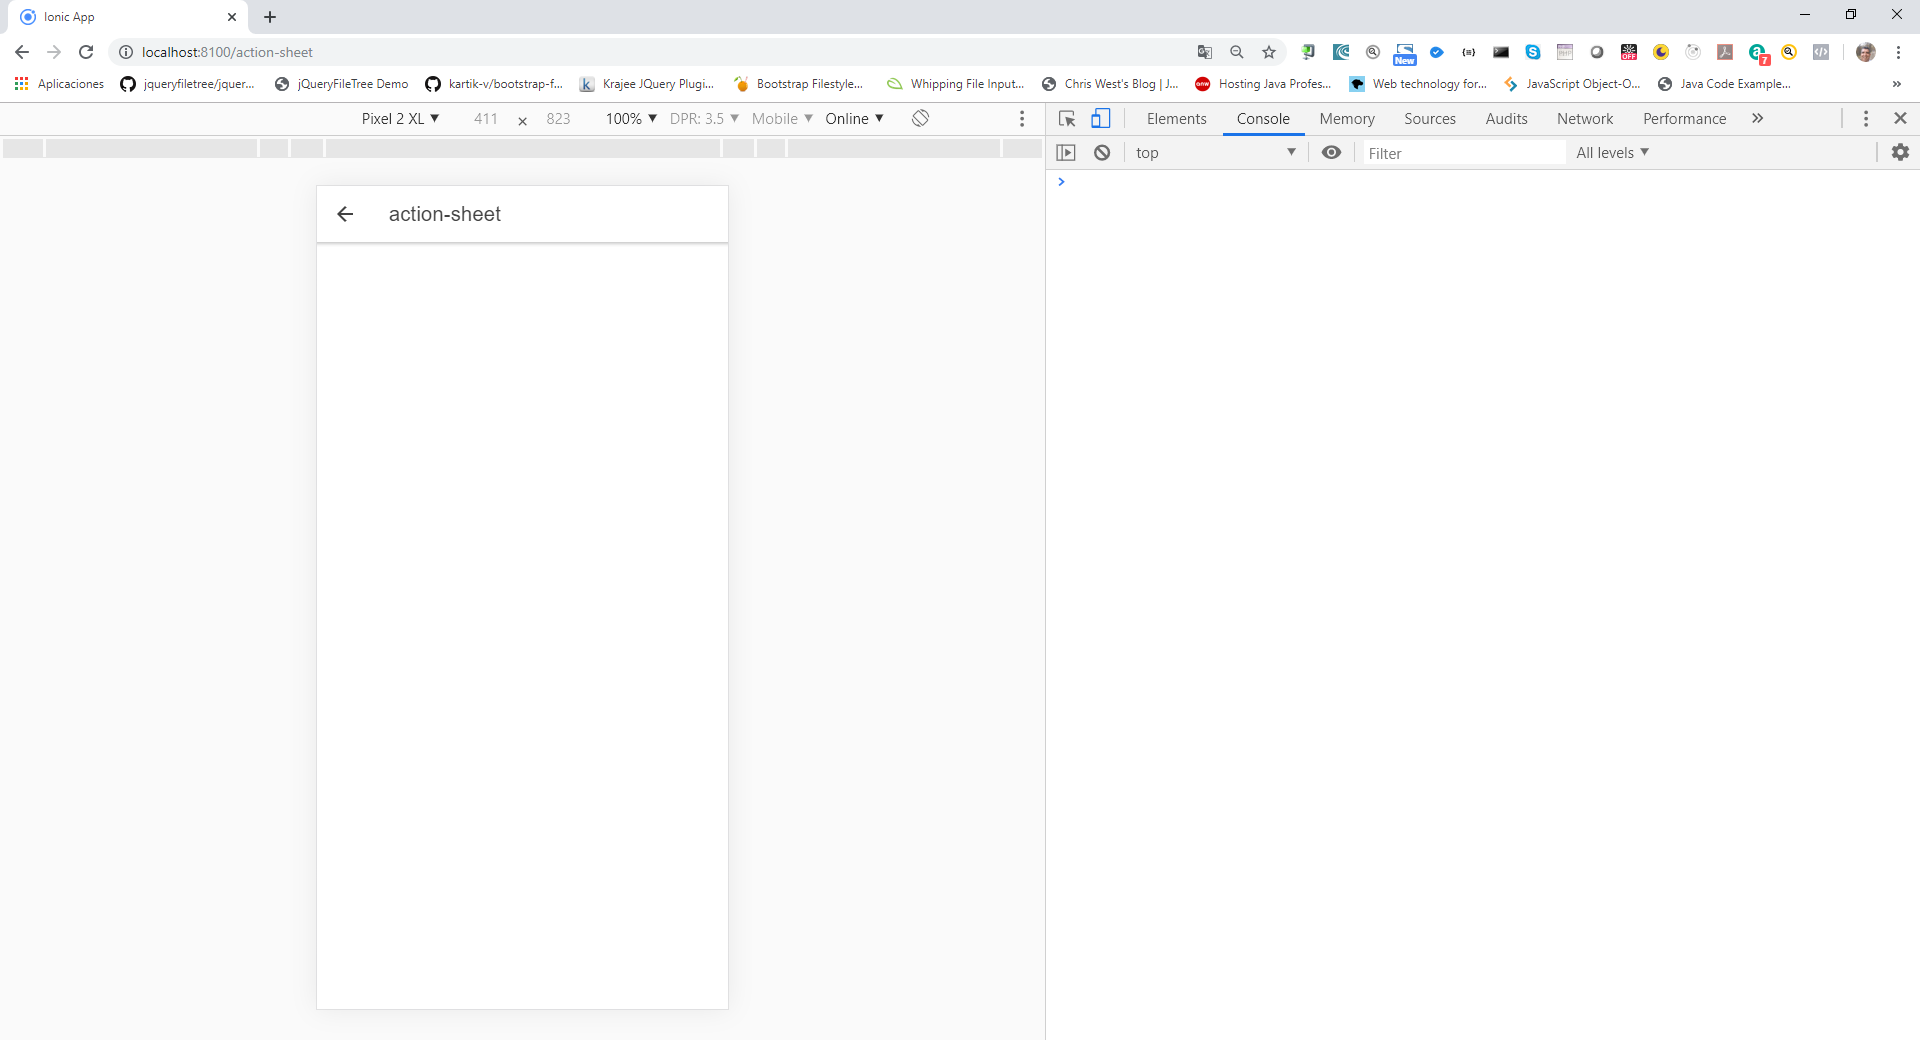 Ionic App
localhost:8100/action-sheet
New
OFF
7
Aplicaciones jqueryfiletree/jquer... jQueryFileTree Demo kartik-v/bootstrap-f... Krajee JQuery Plugi... Bootstrap Filestyle... Whipping File Input... Chris West's Blog | J... Hosting Java Profes... Web technology for... JavaScript Object-O... Java Code Example... »
Pixel 2 XL 411 × 823 100% DPR: 3.5 Mobile Online
Elements Console Memory Sources Audits Network Performance »
top Filter All levels
action-sheet